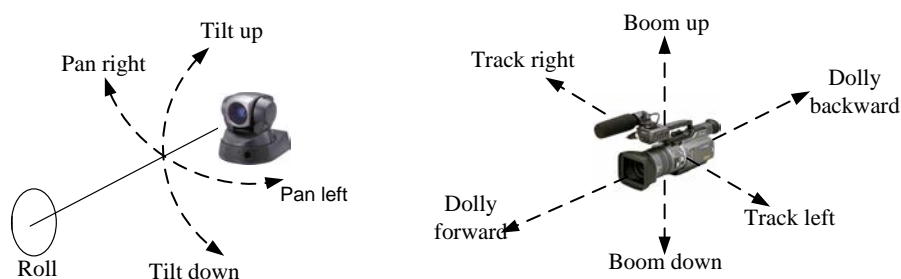 Tilt up
Pan right
Pan left
Tilt down
Roll
Boom up
Track right
Dolly
backward
Dolly
forward
Track left
Boom down